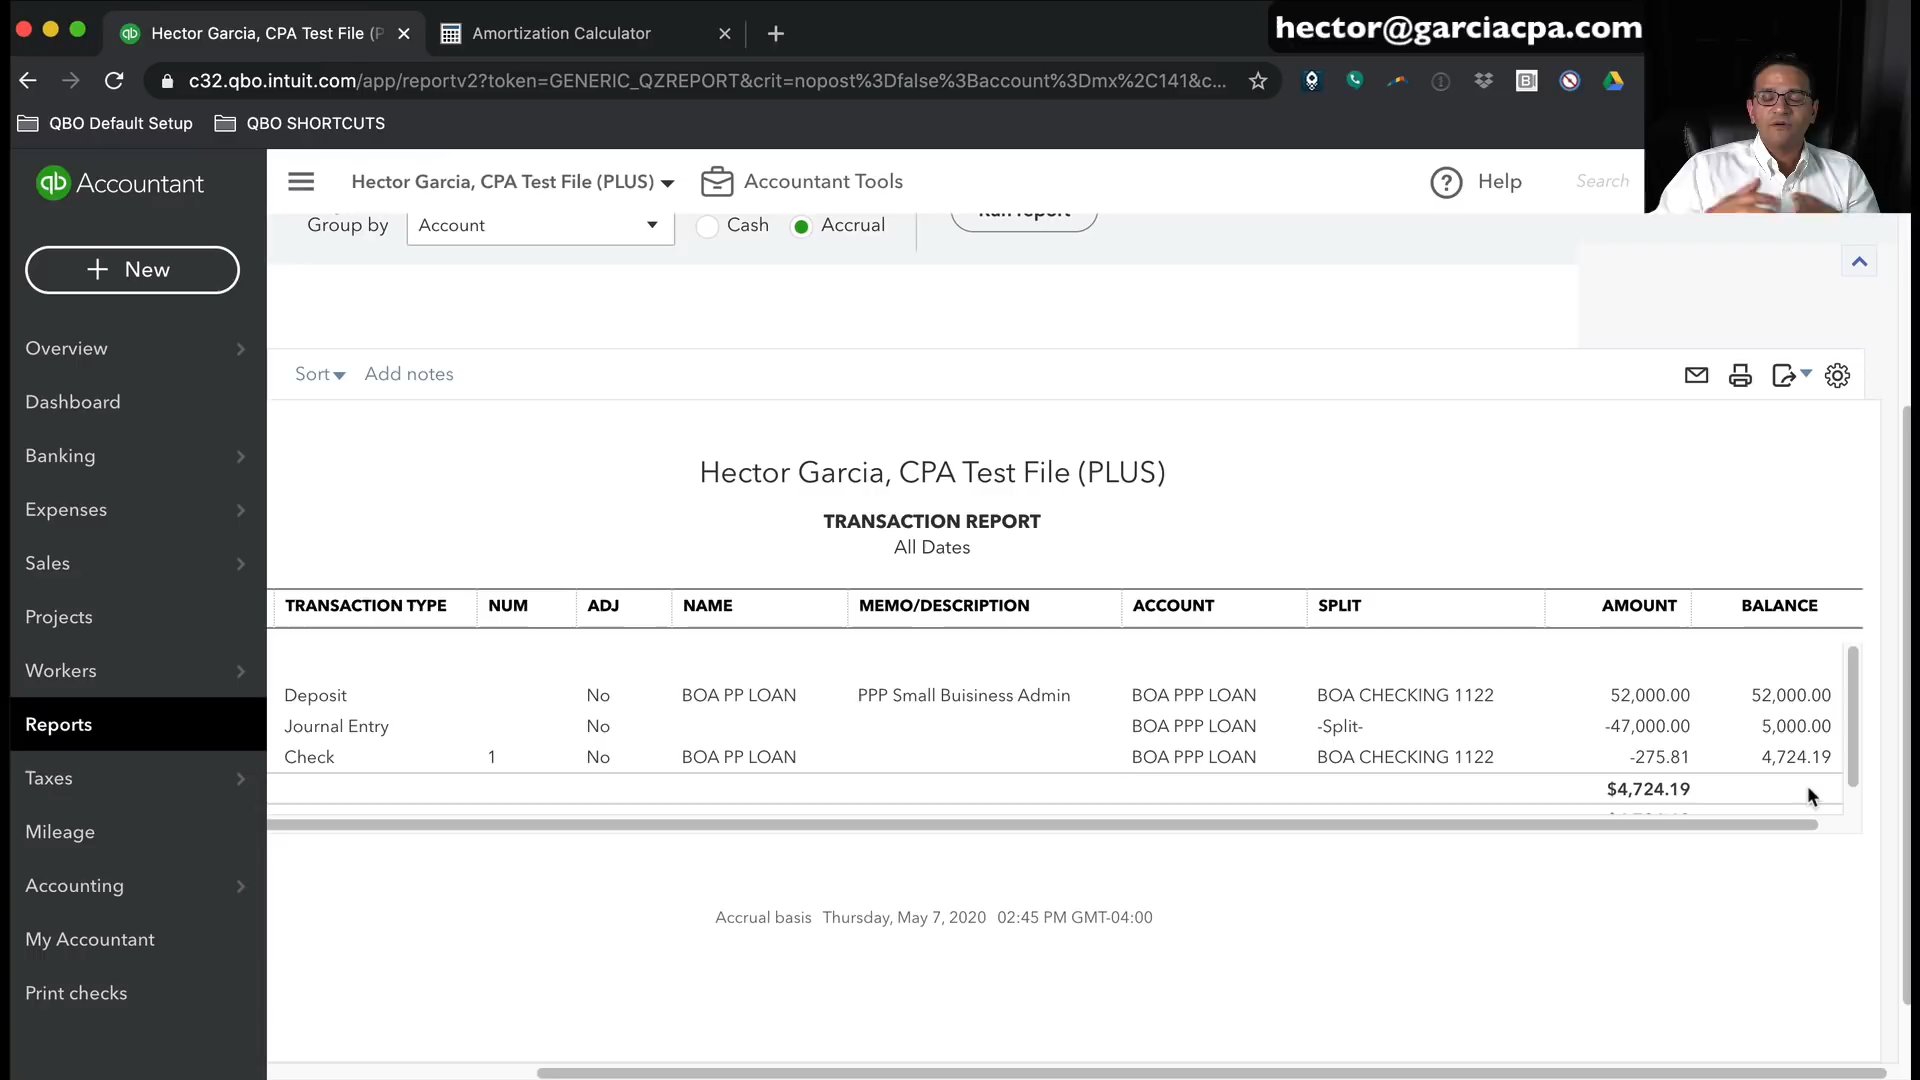 Hector Garcia, CPA Test File (P
Amortization Calculator
hector@garciacpa.com
c32.qbo.intuit.com/app/reportv2?token=GENERIC_QZREPORT&crit=nopost%3Dfalse%3Baccount%3Dmx%2C141&c...
QBO Default Setup
QBO SHORTCUTS
qb Accountant
Hector Garcia, CPA Test File (PLUS)
Accountant Tools
Help
Search
Group by
Account
Cash
Accrual
Run report
+ New
Overview
Dashboard
Banking
Expenses
Sales
Projects
Workers
Reports
Taxes
Mileage
Accounting
My Accountant
Print checks
Sort
Add notes
Hector Garcia, CPA Test File (PLUS)
TRANSACTION REPORT
All Dates
TRANSACTION TYPE NUM ADJ NAME MEMO/DESCRIPTION ACCOUNT SPLIT AMOUNT BALANCE
Deposit No BOA PP LOAN PPP Small Buisiness Admin BOA PPP LOAN BOA CHECKING 1122 52,000.00 52,000.00
Journal Entry No BOA PPP LOAN -Split- -47,000.00 5,000.00
Check 1 No BOA PP LOAN BOA PPP LOAN BOA CHECKING 1122 -275.81 4,724.19
$4,724.19
Accrual basis Thursday, May 7, 2020 02:45 PM GMT-04:00